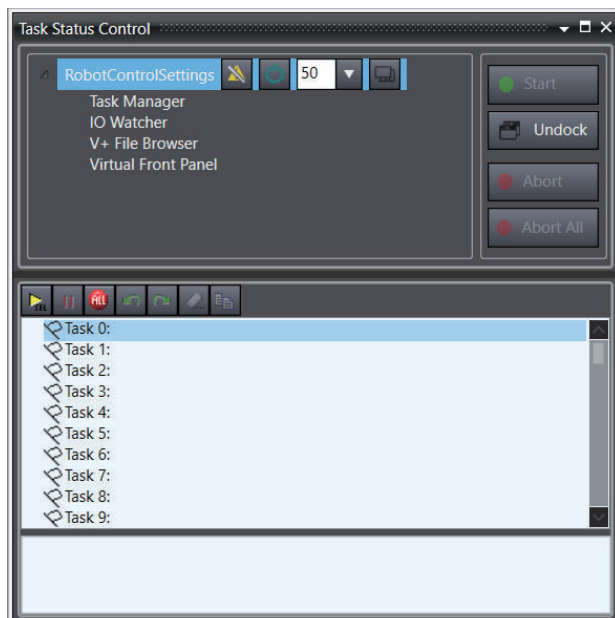 Task Status Control
RobotControlSettings 50
Task Manager
IO Watcher
V+ File Browser
Virtual Front Panel
Start
Undock
Abort
Abort All
SEL ALL
Task 0:
Task 1:
Task 2:
Task 3:
Task 4:
Task 5:
Task 6:
Task 7:
Task 8:
Task 9: